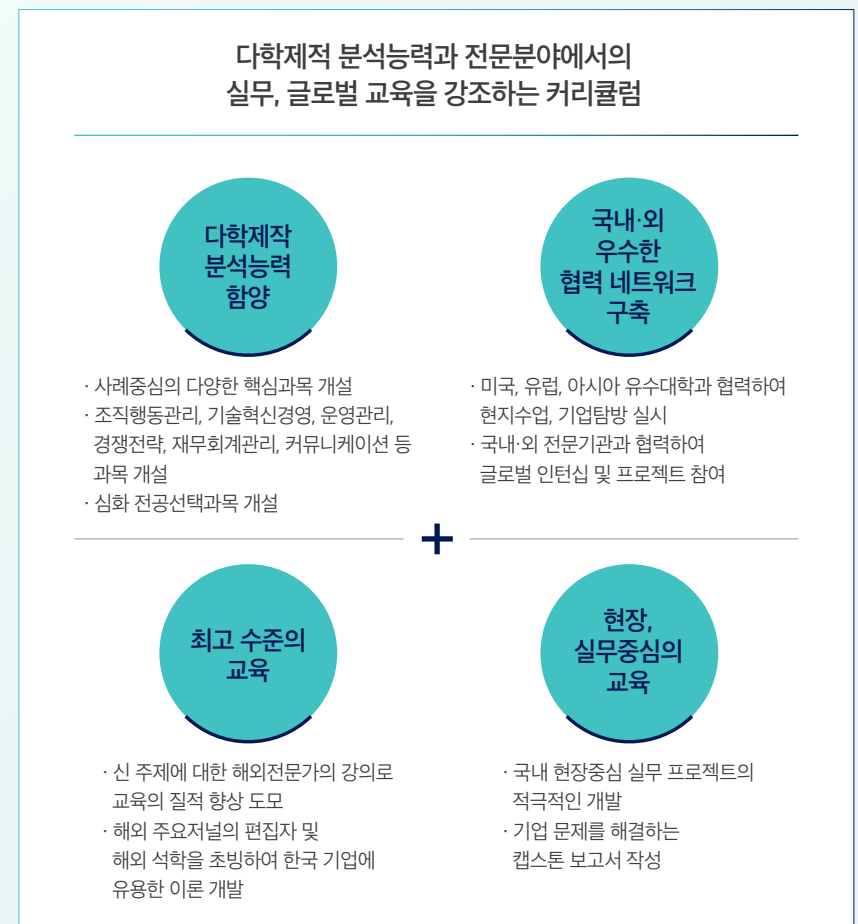 다학제적 분석능력과 전문분야에서의
실무, 글로벌 교육을 강조하는 커리큘럼
다학제작
분석능력
함양
· 사례중심의 다양한 핵심과목 개설
· 조직행동관리, 기술혁신경영, 운영관리,
경쟁전략, 재무회계관리, 커뮤니케이션 등
과목 개설
· 심화 전공선택과목 개설
국내·외
우수한
협력 네트워크
구축
· 미국, 유럽, 아시아 유수대학과 협력하여
현지수업, 기업탐방 실시
· 국내·외 전문기관과 협력하여
글로벌 인턴십 및 프로젝트 참여
+
최고 수준의
교육
· 신 주제에 대한 해외전문가의 강의로
교육의 질적 향상 도모
· 해외 주요저널의 편집자 및
해외 석학을 초빙하여 한국 기업에
유용한 이론 개발
현장,
실무중심의
교육
· 국내 현장중심 실무 프로젝트의
적극적인 개발
· 기업 문제를 해결하는
캡스톤 보고서 작성